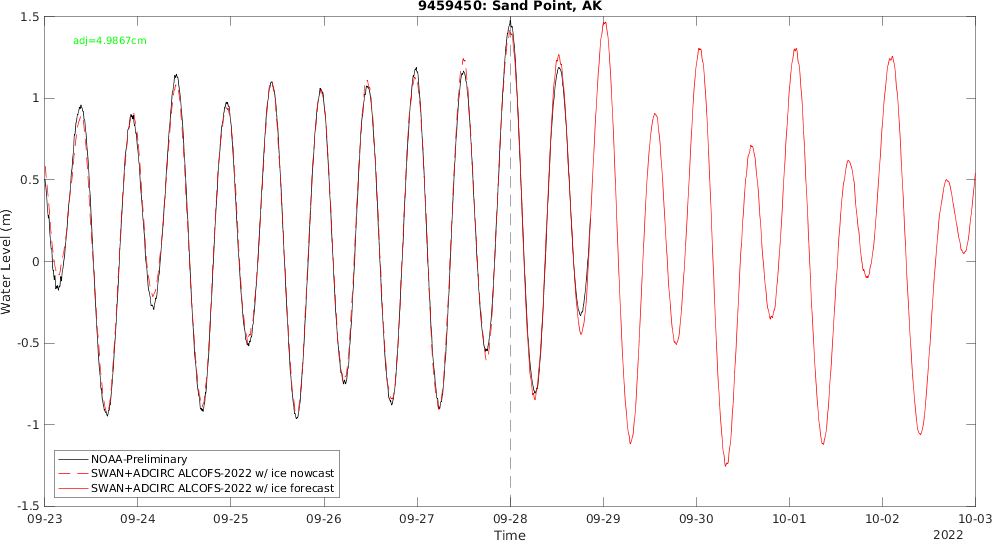 9459450: Sand Point, AK
adj=4.9867cm
1.5
1
0.5
0
-0.5
-1
-1.5
Water Level (m)
NOAA-Preliminary
SWAN+ADCIRC ALCOFS-2022 w/ ice nowcast
SWAN+ADCIRC ALCOFS-2022 w/ ice forecast
09-23 09-24 09-25 09-26 09-27 09-28 09-29 09-30 10-01 10-02 10-03
Time
2022